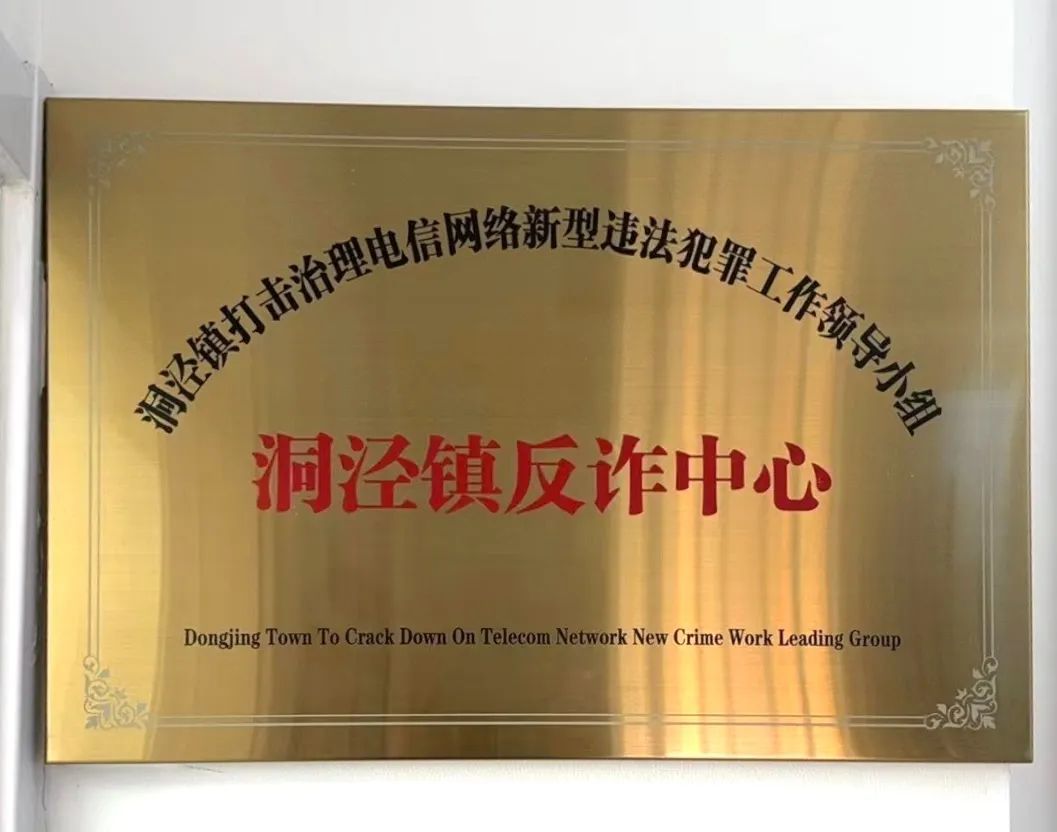 洞泾镇打击治理电信网络新型违法犯罪工作领导小组
洞泾镇反诈中心
Dongjing Town To Crack Down On Telecom Network New Crime Work Leading Group